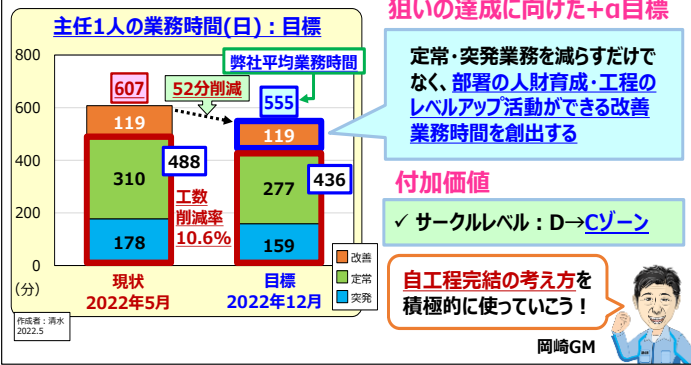 主任1人の業務時間(日)：目標
800
600
400
200
0
(分)
弊社平均業務時間
607
52分削減
555
119
119
310
488
277
436
178
159
工数
削減率
10.6%
改善
定常
突発
現状
2022年5月
目標
2022年12月
作成者：清水
2022.5
狙いの達成に向けた+α目標
定常・突発業務を減らすだけで
なく、部署の人財育成・工程の
レベルアップ活動ができる改善
業務時間を創出する
付加価値
✓ サークルレベル：D→Cゾーン
自工程完結の考え方を
積極的に使っていこう！
岡崎GM